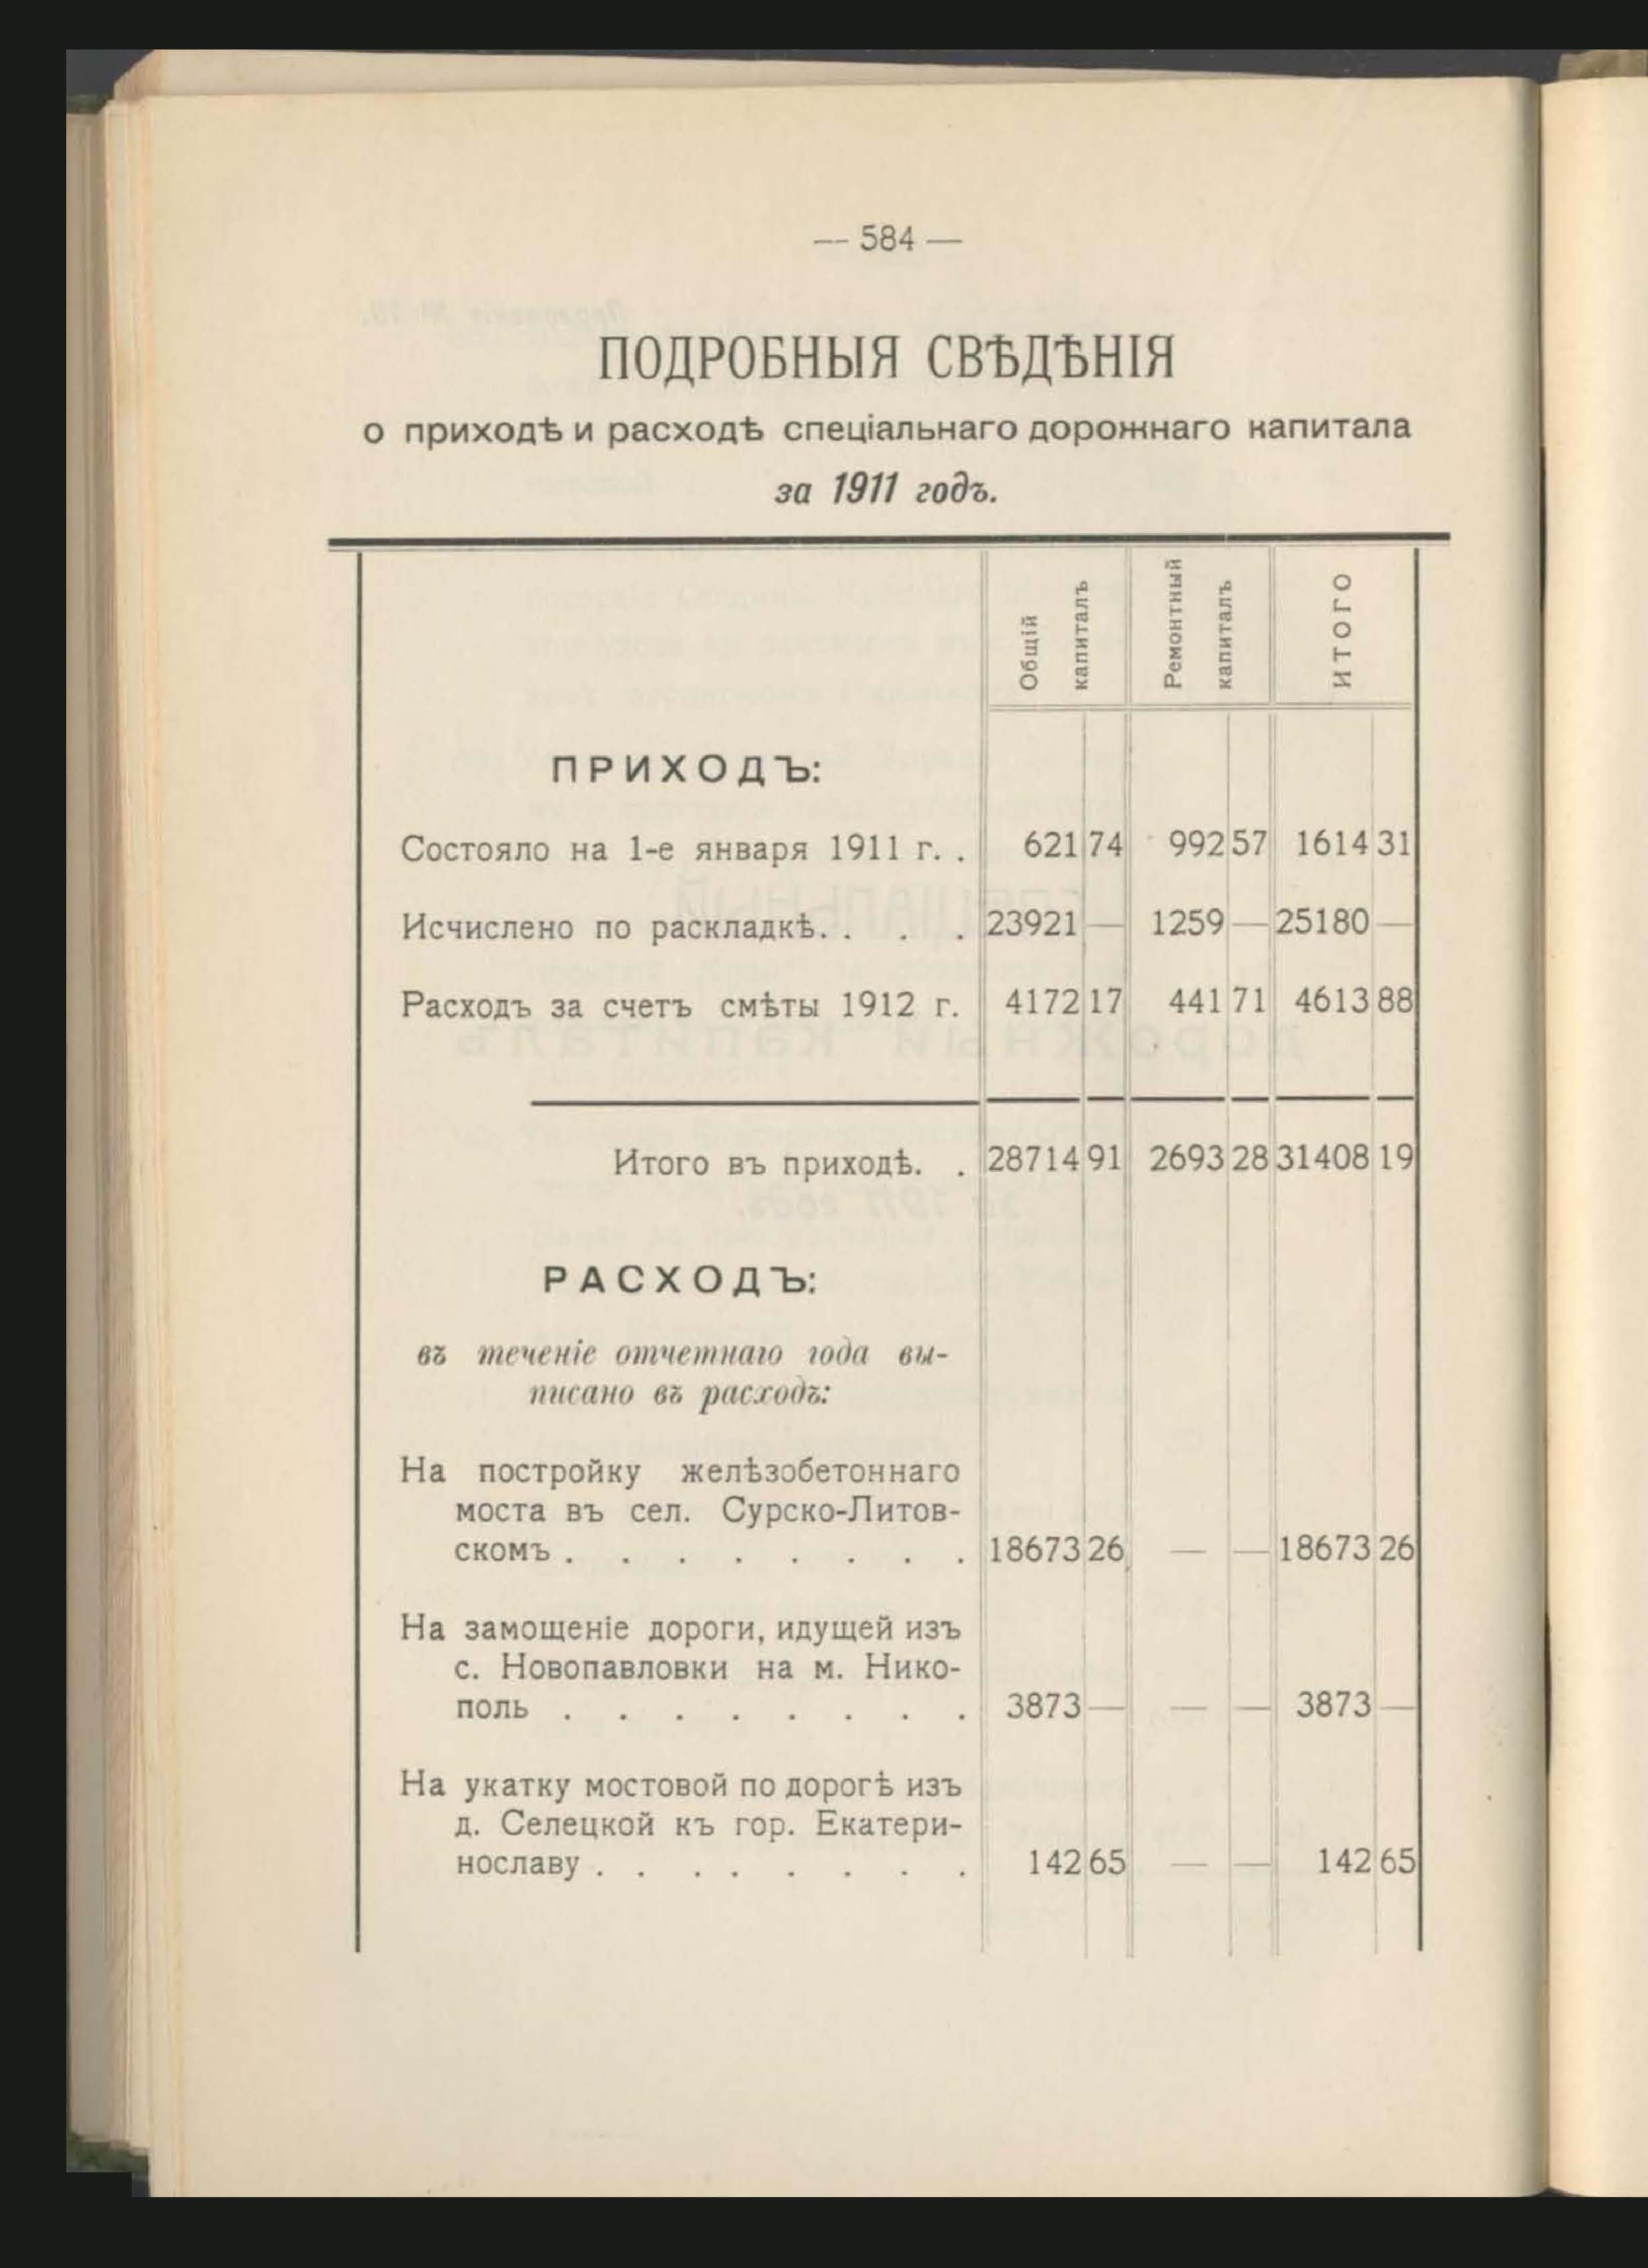 — 584 —
ПОДРОБНЫЯ СВѢДѢНІЯ
о приходѣ и расходѣ спеціальнаго дорожнаго капитала
за 1911 годъ.
Общій капиталъ Ремонтный капиталъ ИТОГО
ПРИХОДЪ:
Состояло на 1-е января 1911 г. . 621 74 992 57 1614 31
Исчислено по раскладкѣ. . . . 23921 — 1259 — 25180 —
Расходъ за счетъ смѣты 1912 г. 4172 17 441 71 4613 88
Итого въ приходѣ. . 28714 91 2693 28 31408 19
РАСХОДЪ:
въ теченіе отчетнаго года вы-
писано въ расходъ:
На постройку желѣзобетоннаго
моста въ сел. Сурско-Литов-
скомъ . . . . . . . . 18673 26 — — 18673 26
На замощеніе дороги, идущей изъ
с. Новопавловки на м. Нико-
поль . . . . . . . . 3873 — — — 3873 —
На укатку мостовой по дорогѣ изъ
д. Селецкой къ гор. Екатери-
нославу . . . . . . . . 142 65 — — 142 65